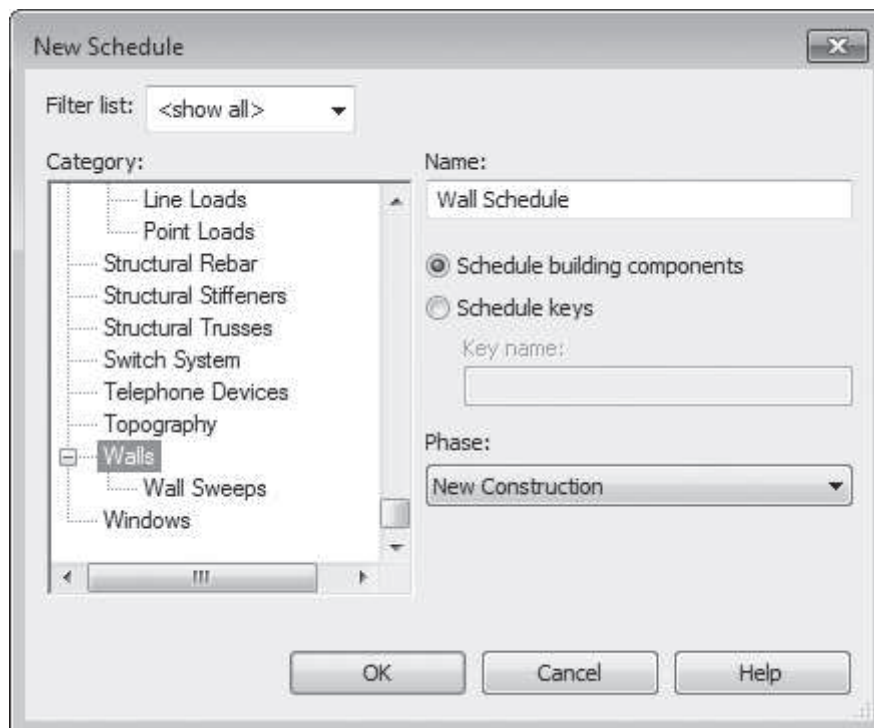 New Schedule
Filter list: <show all>
Category:
Line Loads
Point Loads
Structural Rebar
Structural Stiffeners
Structural Trusses
Switch System
Telephone Devices
Topography
Walls
Wall Sweeps
Windows
Name:
Wall Schedule
Schedule building components
Schedule keys
Key name:
Phase:
New Construction
OK
Cancel
Help